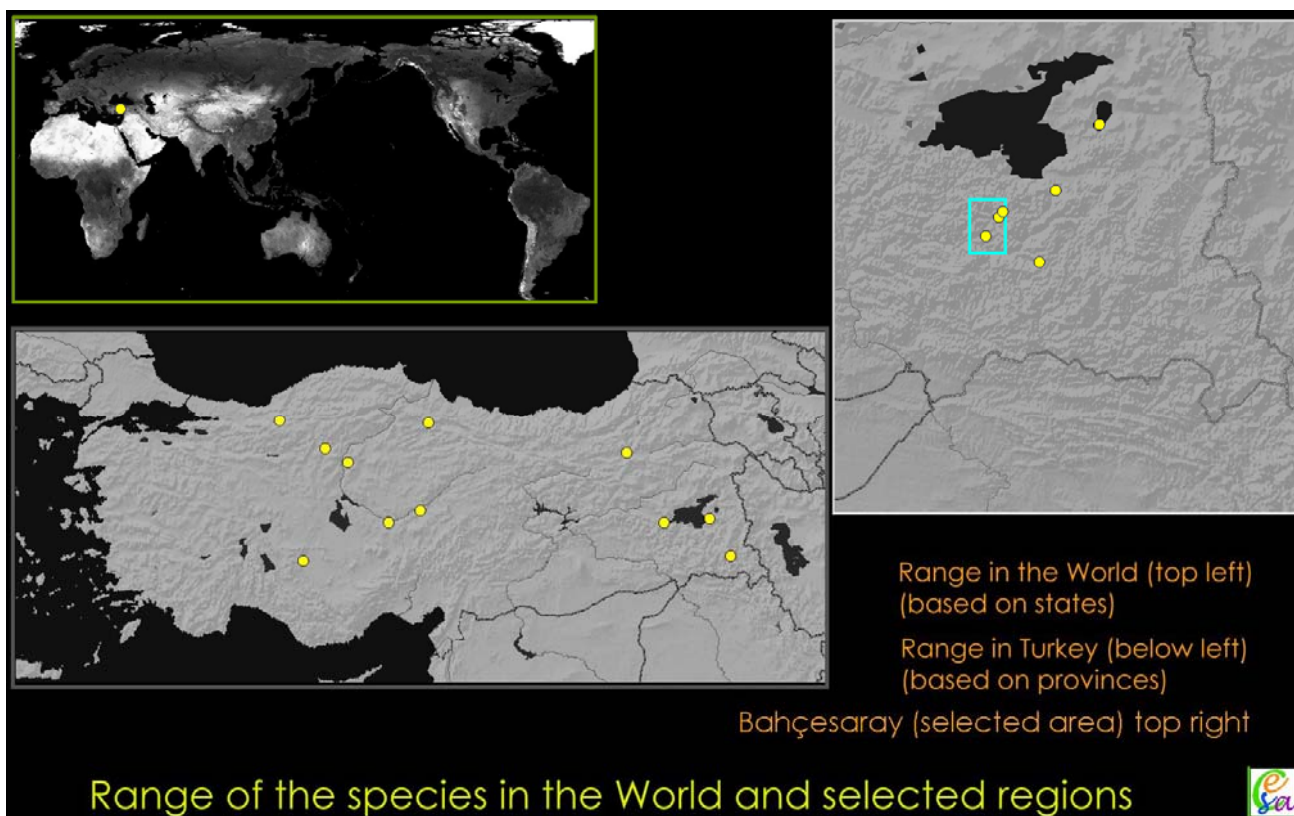 Range in the World (top left)
(based on states)
Range in Turkey (below left)
(based on provinces)
Bahçesaray (selected area) top right
Range of the species in the World and selected regions
esa